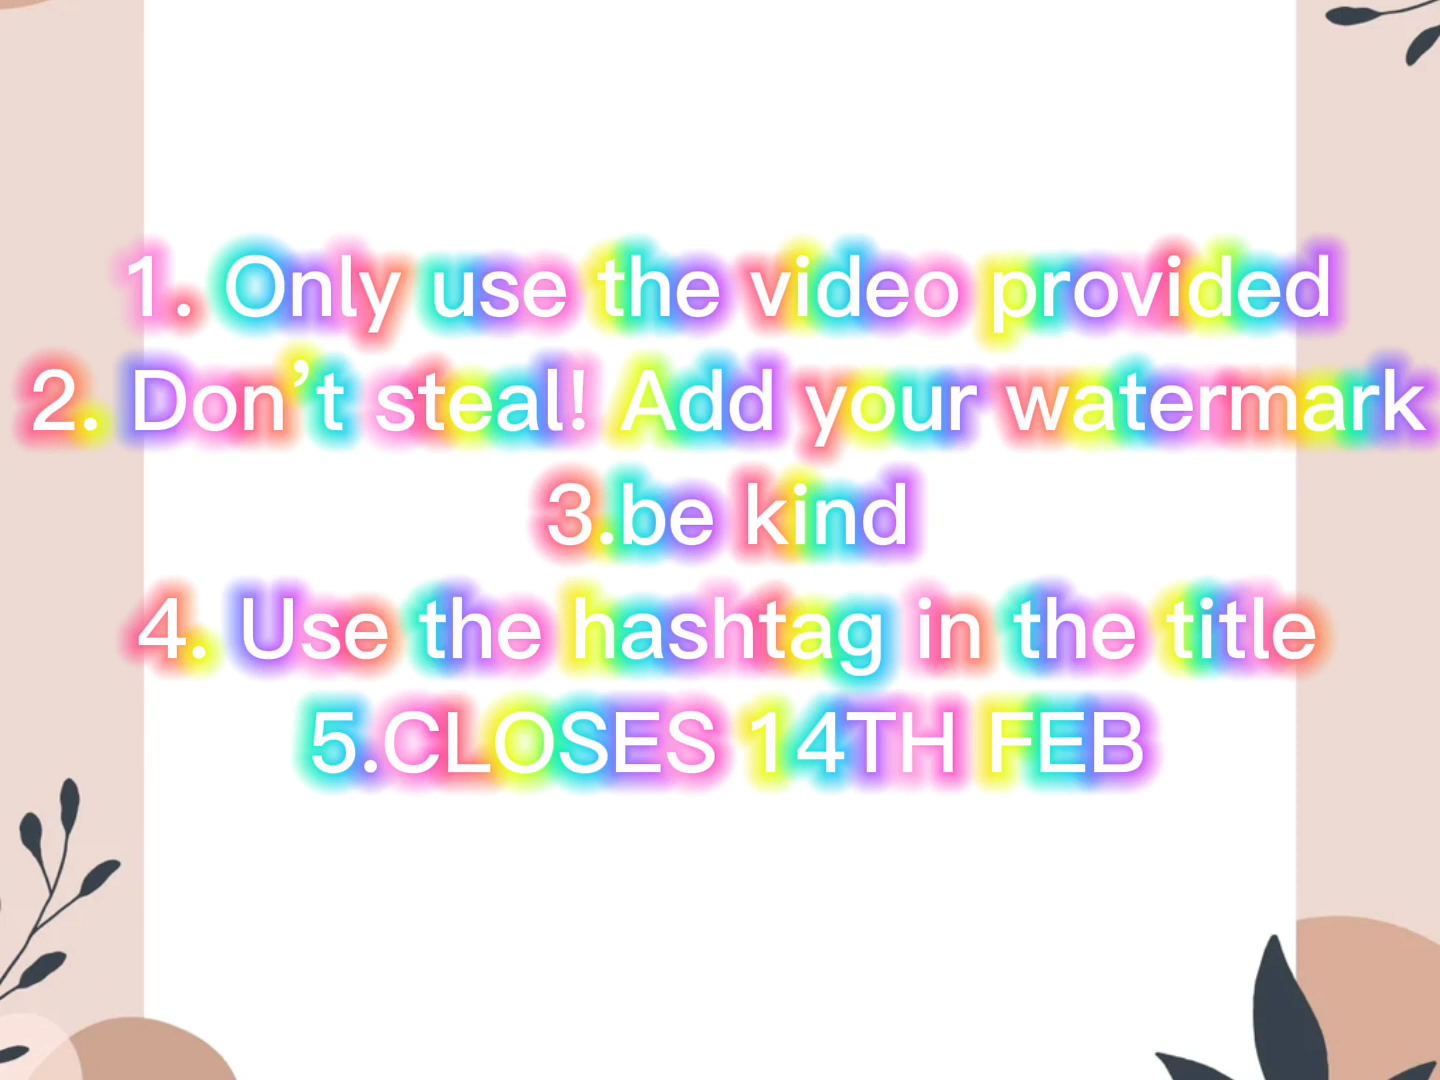 1. Only use the video provided
2. Don’t steal! Add your watermark
3.be kind
4. Use the hashtag in the title
5.CLOSES 14TH FEB